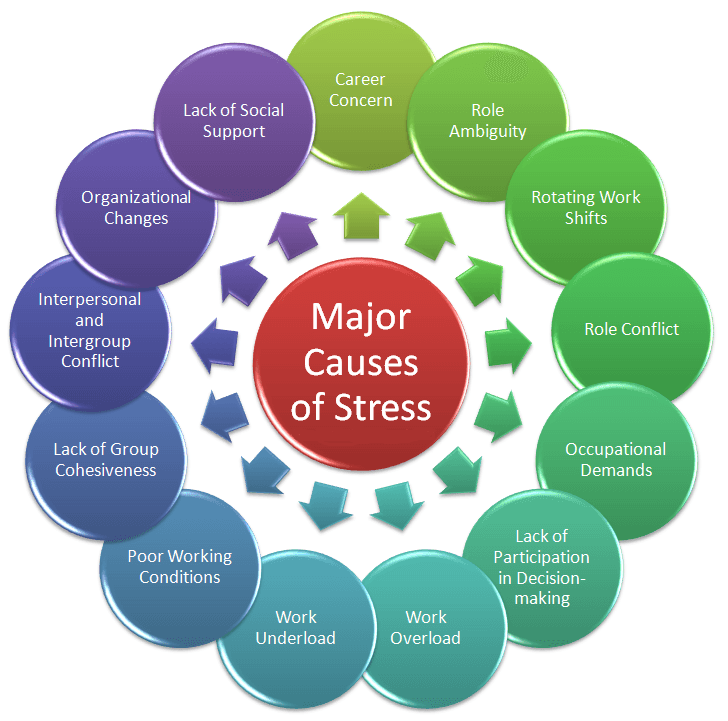 Major
Causes
of Stress
Career
Concern
Role
Ambiguity
Rotating Work
Shifts
Role Conflict
Occupational
Demands
Lack of
Participation
in Decision-
making
Work
Overload
Work
Underload
Poor Working
Conditions
Lack of Group
Cohesiveness
Interpersonal
and
Intergroup
Conflict
Organizational
Changes
Lack of Social
Support